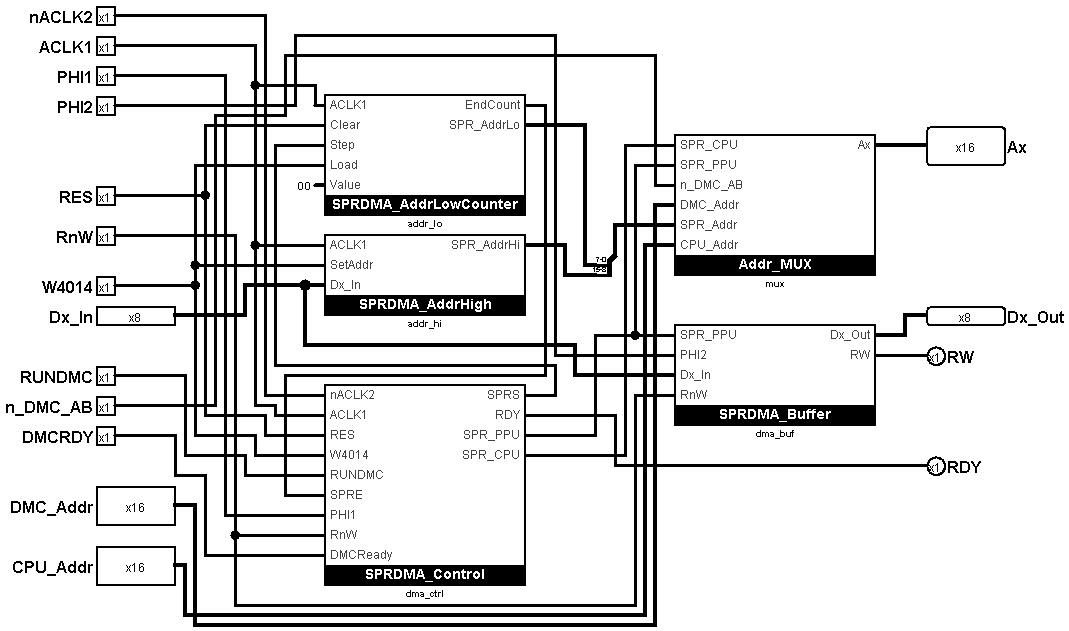 nACLK2 x1
ACLK1 x1
PHI1 x1
PHI2 x1
RES x1
RnW x1
W4014 x1
Dx_In x8
RUNDMC x1
n_DMC_AB x1
DMCRDY x1
DMC_Addr x16
CPU_Addr x16
ACLK1 EndCount
Clear SPR_AddrLo
Step
Load
00 Value
SPRDMA_AddrLowCounter
addr_lo
ACLK1 SPR_AddrHi
SetAddr
Dx_In
SPRDMA_AddrHigh
addr_hi
7-0
15-8
nACLK2 SPRS
ACLK1 RDY
RES SPR_PPU
W4014 SPR_CPU
RUNDMC
SPRE
PHI1
RnW
DMCReady
SPRDMA_Control
dma_ctrl
SPR_CPU Ax
SPR_PPU
n_DMC_AB
DMC_Addr
SPR_Addr
CPU_Addr
Addr_MUX
mux
SPR_PPU Dx_Out
PHI2 RW
Dx_In
RnW
SPRDMA_Buffer
dma_buf
x16 Ax
x8 Dx_Out
x1 RW
x1 RDY